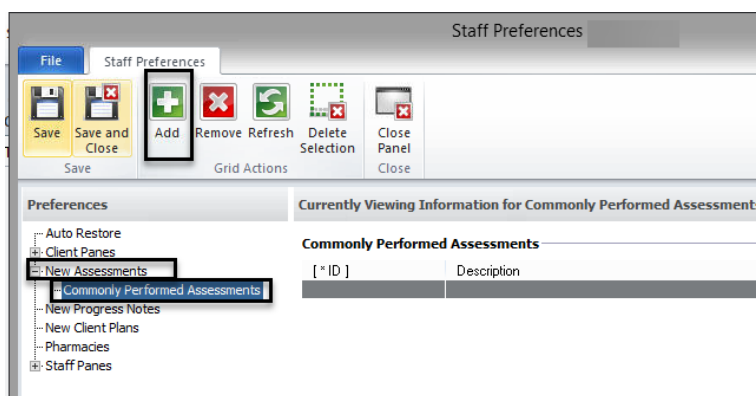 Staff Preferences
File
Staff Preferences
Save
Save and Close
Add
Remove
Refresh
Delete Selection
Close Panel
Save
Grid Actions
Close
Preferences
Currently Viewing Information for Commonly Performed Assessment
Auto Restore
Client Panes
New Assessments
Commonly Performed Assessments
New Progress Notes
New Client Plans
Pharmacies
Staff Panes
Commonly Performed Assessments
[ * ID ]
Description